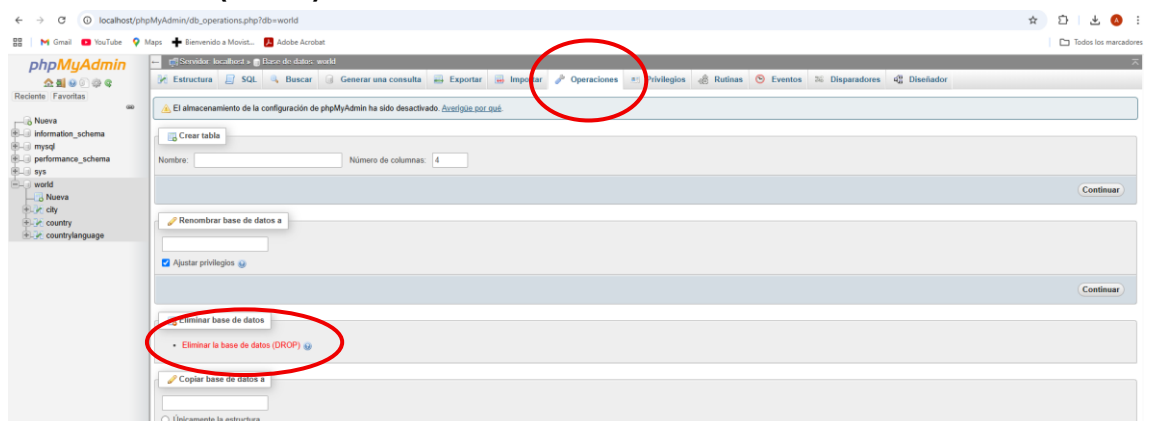 localhost/phpMyAdmin/db_operations.php?db=world
Gmail YouTube Maps Bienvenido a Movist... Adobe Acrobat Todos los marcadores
phpMyAdmin
Servidor: localhost » Base de datos: world
Estructura SQL Buscar Generar una consulta Exportar Importar Operaciones Privilegios Rutinas Eventos Disparadores Diseñador
Reciente Favoritas
El almacenamiento de la configuración de phpMyAdmin ha sido desactivado. Averigüe por qué.
Nueva
information_schema
mysql
performance_schema
sys
world
Nueva
city
country
countrylanguage
Crear tabla
Nombre: Número de columnas: 4
Continuar
Renombrar base de datos a
Ajustar privilegios
Continuar
Eliminar base de datos
Eliminar la base de datos (DROP)
Copiar base de datos a
Únicamente la estructura